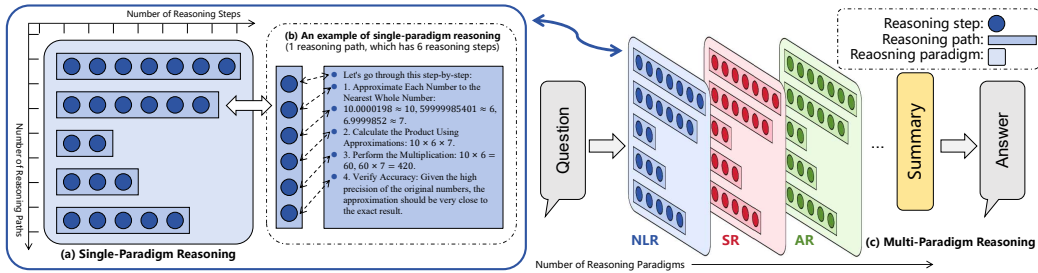 Number of Reasoning Steps
Number of Reasoning Paths
(a) Single-Paradigm Reasoning
(b) An example of single-paradigm reasoning
(1 reasoning path, which has 6 reasoning steps)
Let's go through this step-by-step:
1. Approximate Each Number to the
Nearest Whole Number:
10.0000198 ≈ 10, 59999985401 ≈ 6,
6.9999852 ≈ 7.
2. Calculate the Product Using
Approximations: 10 × 6 × 7.
3. Perform the Multiplication: 10 × 6 =
60, 60 × 7 = 420.
4. Verify Accuracy: Given the high
precision of the original numbers, the
approximation should be very close to
the exact result.
Reasoning step:
Reasoning path:
Reaosning paradigm:
Question
NLR
SR
AR
...
Summary
Answer
(c) Multi-Paradigm Reasoning
Number of Reasoning Paradigms